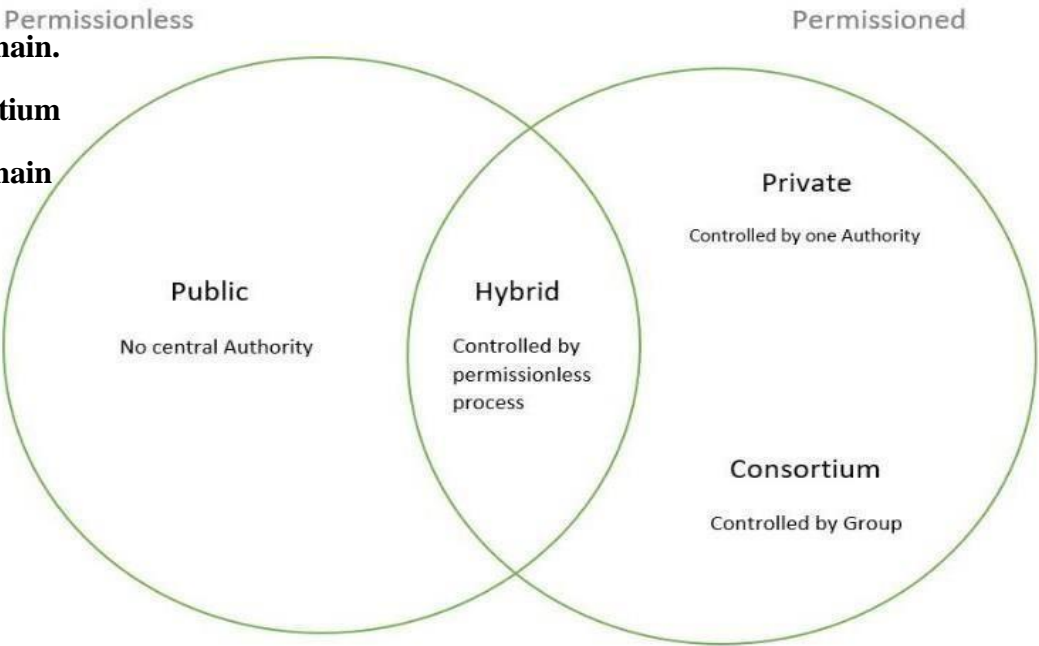 Permissionless
Permissioned
hain.
tium
hain
Private
Controlled by one Authority
Public
No central Authority
Hybrid
Controlled by
permissionless
process
Consortium
Controlled by Group